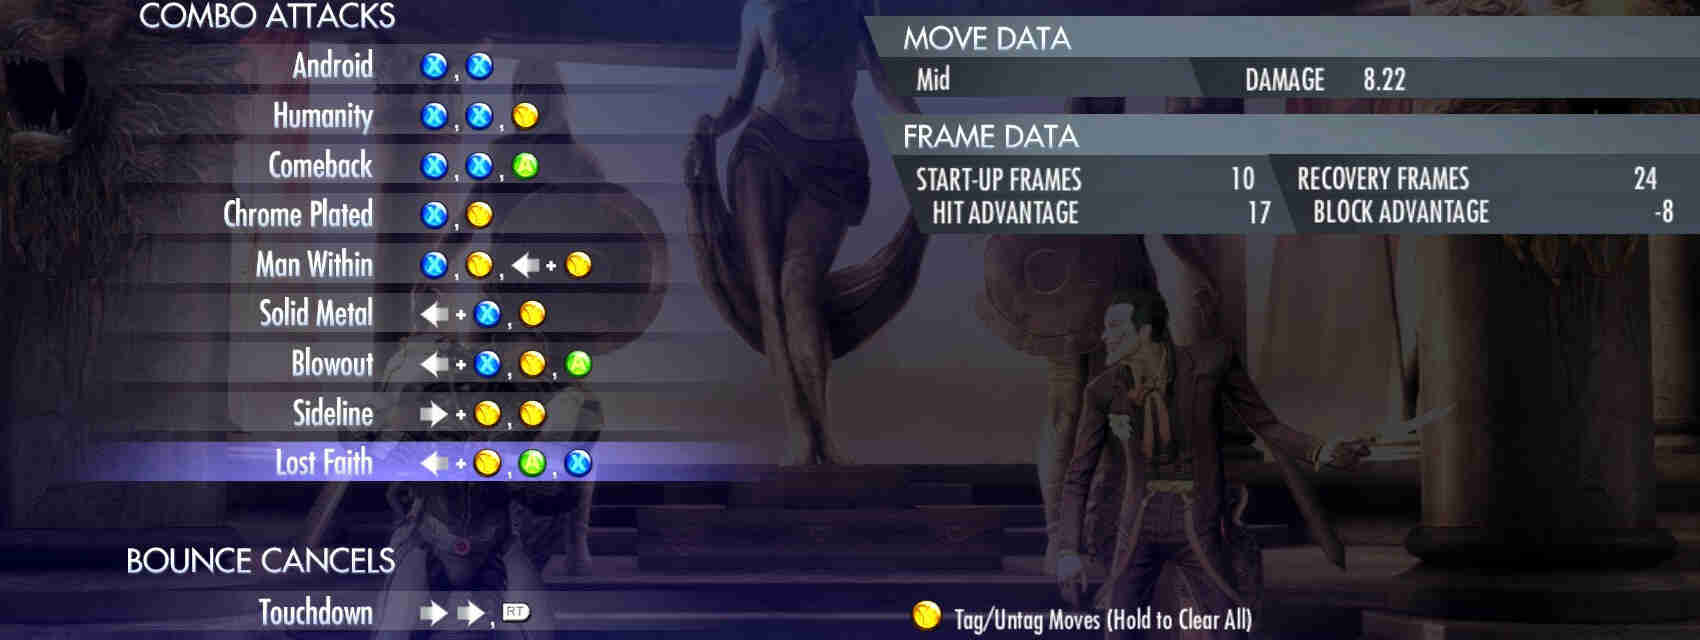 COMBO ATTACKS
Android X, X
Humanity X, X, Y
Comeback X, X, A
Chrome Plated X, Y
Man Within X, Y, ← + Y
Solid Metal ← + X, Y
Blowout ← + X, Y, A
Sideline → + Y, Y
Lost Faith ← + Y, A, X
BOUNCE CANCELS
Touchdown → →, RT
MOVE DATA
Mid DAMAGE 8.22
FRAME DATA
START-UP FRAMES 10 RECOVERY FRAMES 24
HIT ADVANTAGE 17 BLOCK ADVANTAGE -8
Y Tag/Untag Moves (Hold to Clear All)